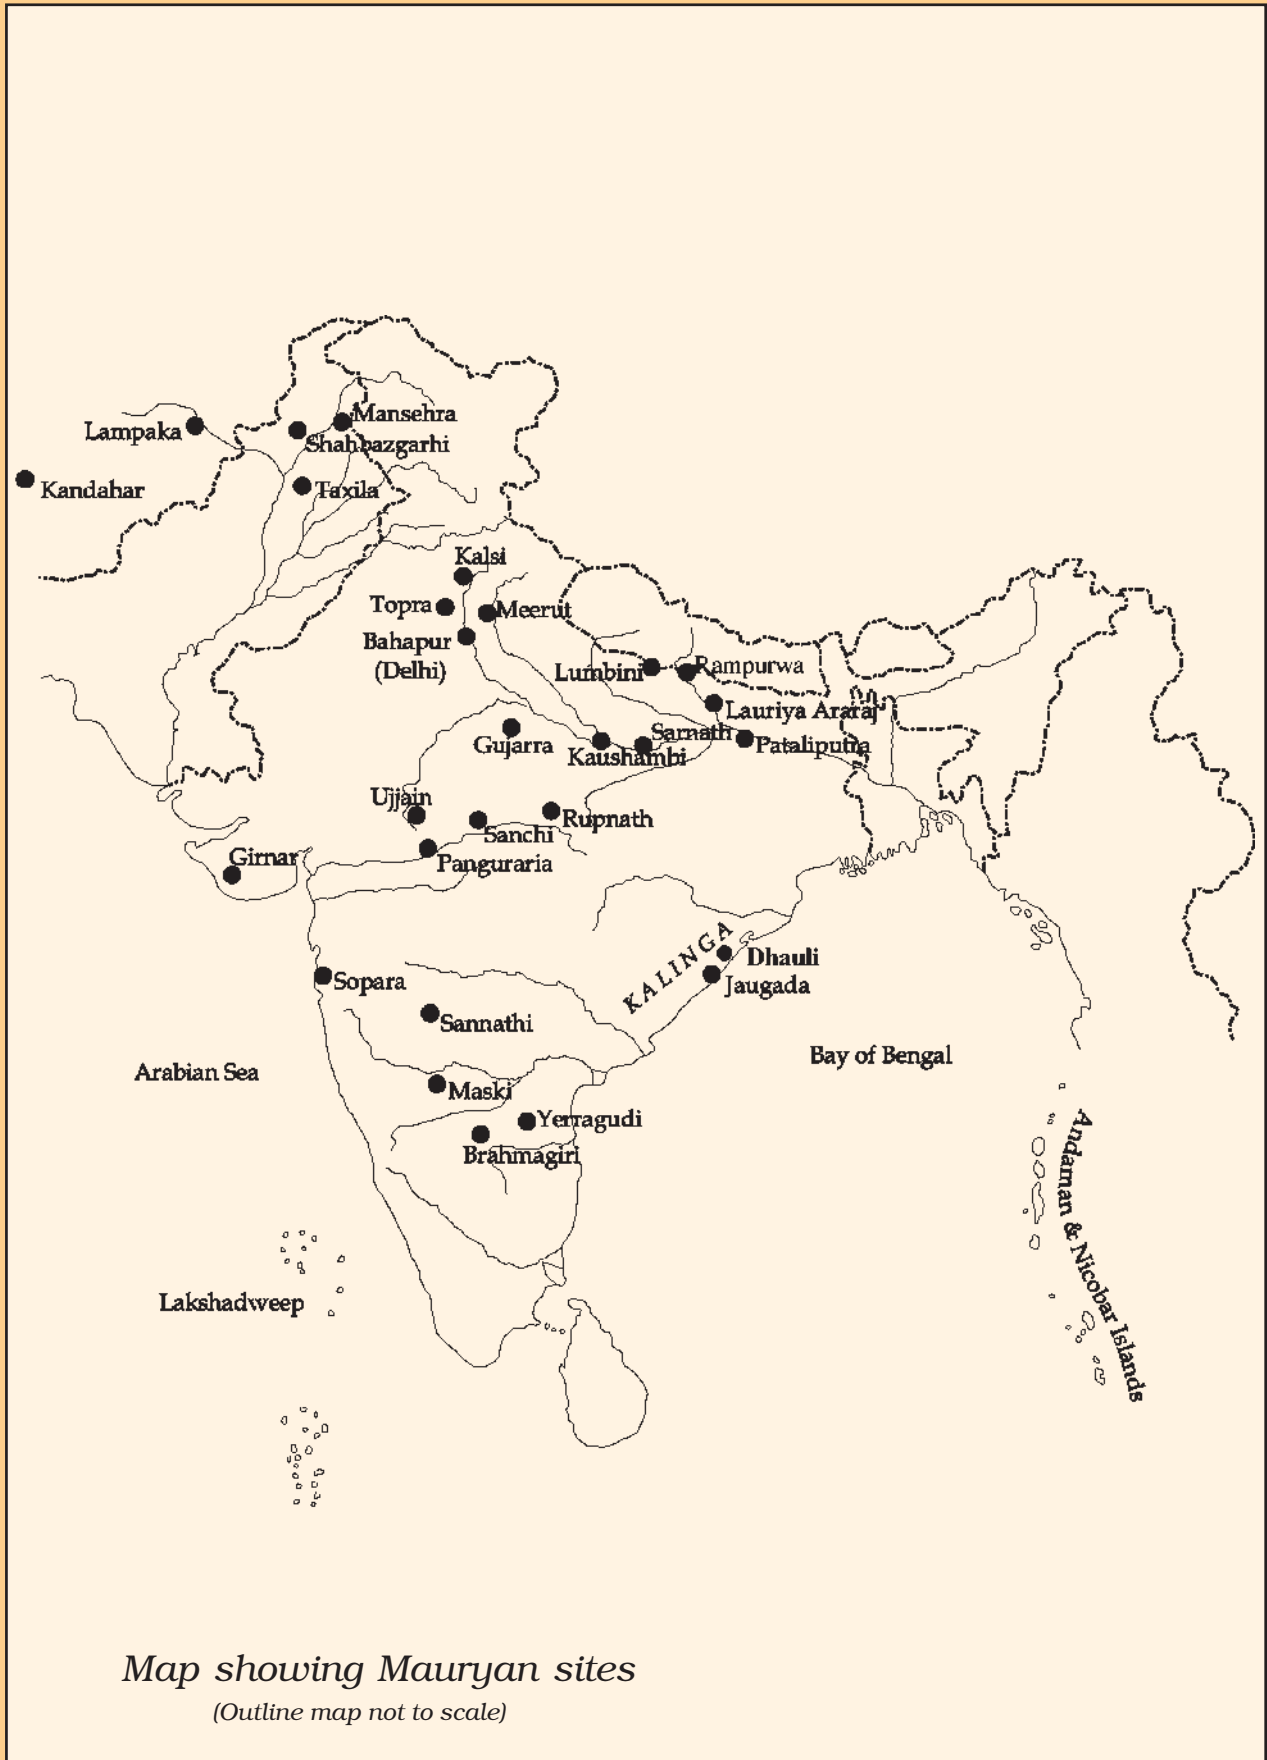 Mansehra
Lampaka
Shahbazgarhi
Kandahar
Taxila
Kalsi
Topra
Meerut
Bahapur
(Delhi)
Lumbini
Rampurwa
Lauriya Araraj
Sarnath
Gujarra
Kaushambi
Pataliputra
Ujjain
Rupnath
Sanchi
Girnar
Panguraria
KALINGA
Dhauli
Sopara
Jaugada
Sannathi
Bay of Bengal
Arabian Sea
Maski
Yerragudi
Brahmagiri
Andaman & Nicobar Islands
Lakshadweep
Map showing Mauryan sites
(Outline map not to scale)